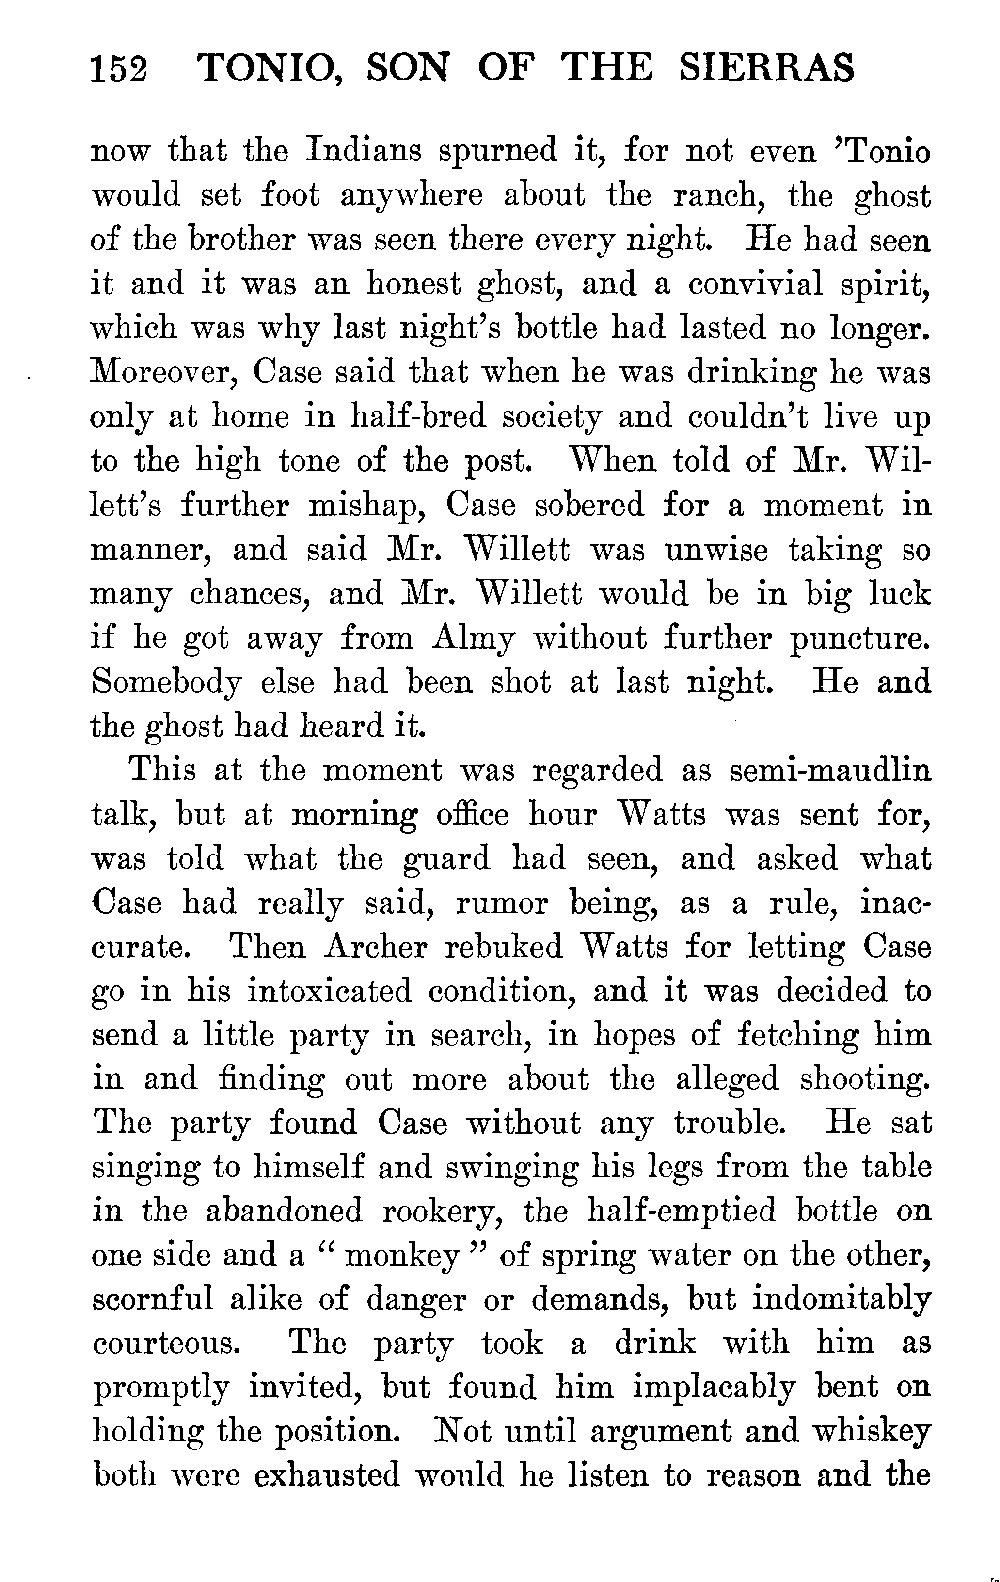 152 TONIO, SON OF THE SIERRAS
now that the Indians spurned it, for not even ’Tonio
would set foot anywhere about the ranch, the ghost
of the brother was seen there every night. He had seen
it and it was an honest ghost, and a convivial spirit,
which was why last night’s bottle had lasted no longer.
Moreover, Case said that when he was drinking he was
only at home in half-bred society and couldn’t live up
to the high tone of the post. When told of Mr. Wil-
lett’s further mishap, Case sobered for a moment in
manner, and said Mr. Willett was unwise taking so
many chances, and Mr. Willett would be in big luck
if he got away from Almy without further puncture.
Somebody else had been shot at last night. He and
the ghost had heard it.
This at the moment was regarded as semi-maudlin
talk, but at morning office hour Watts was sent for,
was told what the guard had seen, and asked what
Case had really said, rumor being, as a rule, inac-
curate. Then Archer rebuked Watts for letting Case
go in his intoxicated condition, and it was decided to
send a little party in search, in hopes of fetching him
in and finding out more about the alleged shooting.
The party found Case without any trouble. He sat
singing to himself and swinging his legs from the table
in the abandoned rookery, the half-emptied bottle on
one side and a “ monkey ” of spring water on the other,
scornful alike of danger or demands, but indomitably
courteous. The party took a drink with him as
promptly invited, but found him implacably bent on
holding the position. Not until argument and whiskey
both were exhausted would he listen to reason and the